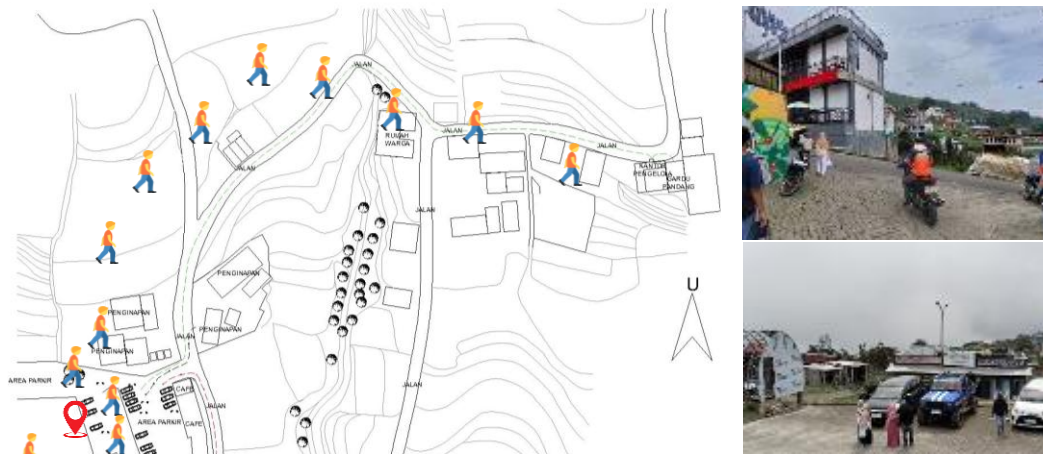 JALAN
JALAN
RUMAH
WARGA
JALAN
JALAN
KANTOR
PENGELOLA
GARDU
PANDANG
JALAN
PENGINAPAN
U
PENGINAPAN
JALAN
PENGINAPAN
AREA PARKIR
CAFE
JALAN
JALAN
AREA PARKIR
CAFE